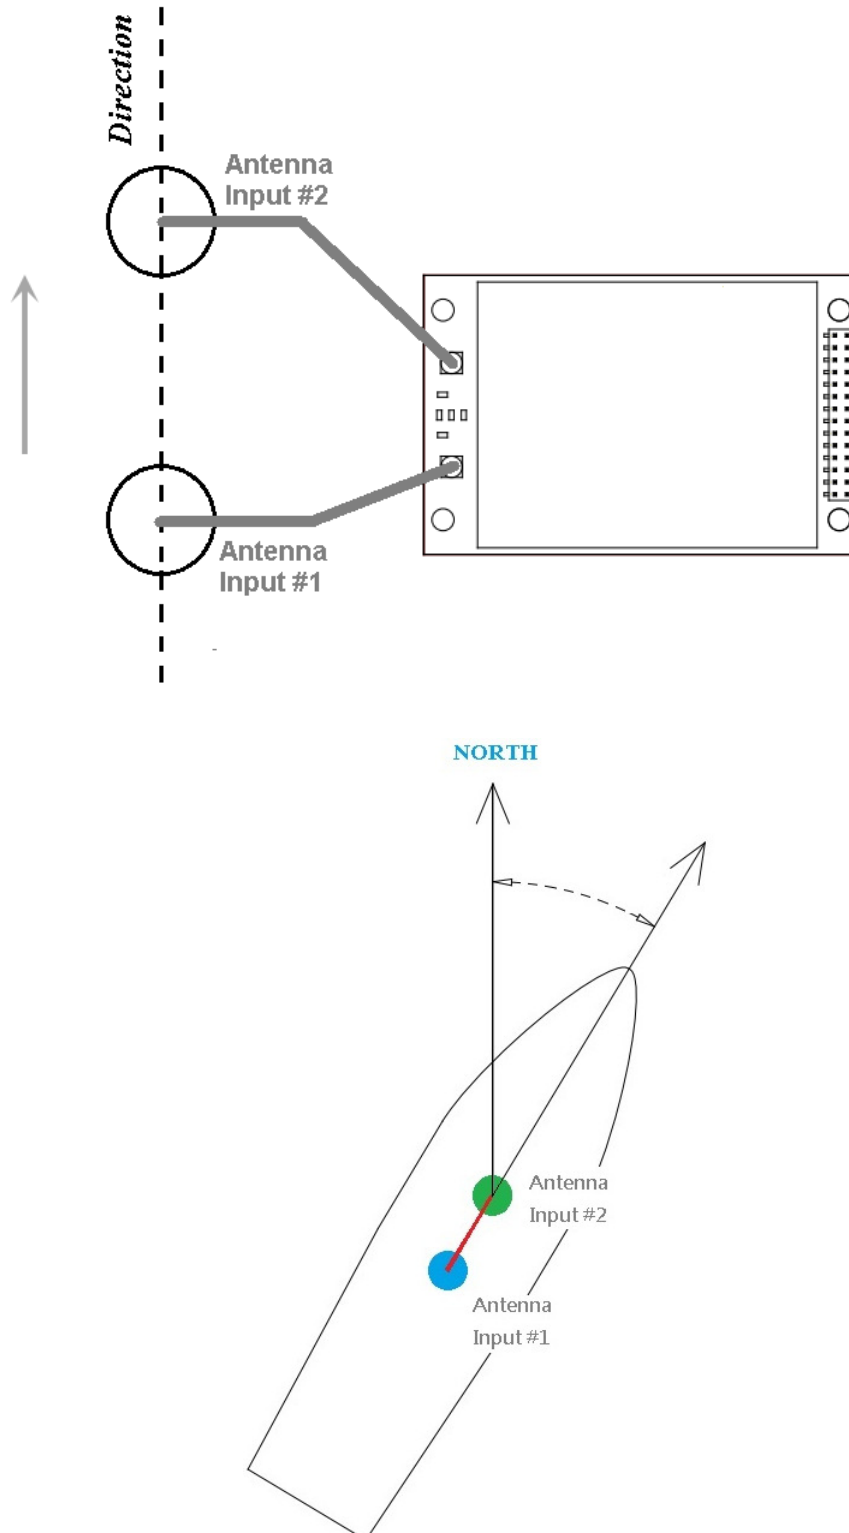 Direction
Antenna
Input #2
Antenna
Input #1
NORTH
Antenna
Input #2
Antenna
Input #1